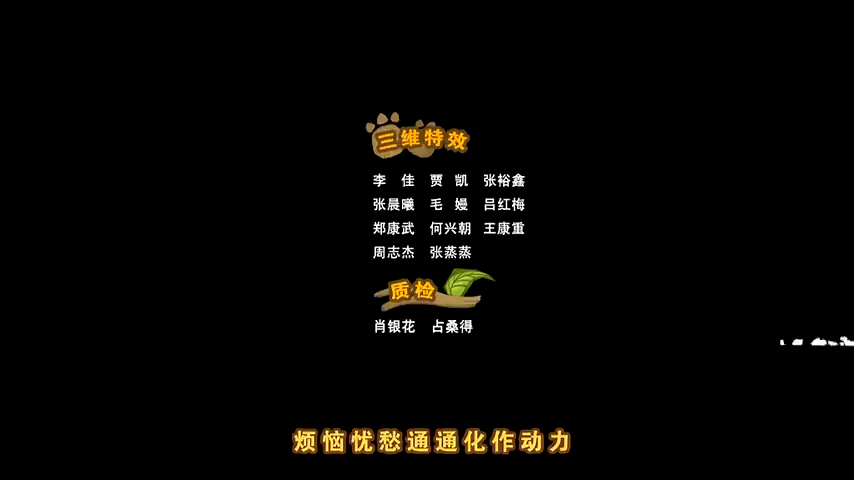 三维特效
李佳 贾凯 张裕鑫
张晨曦 毛嫚 吕红梅
郑康武 何兴朝 王康重
周志杰 张蒸蒸
质检
肖银花 占桑得
烦恼忧愁通通化作动力